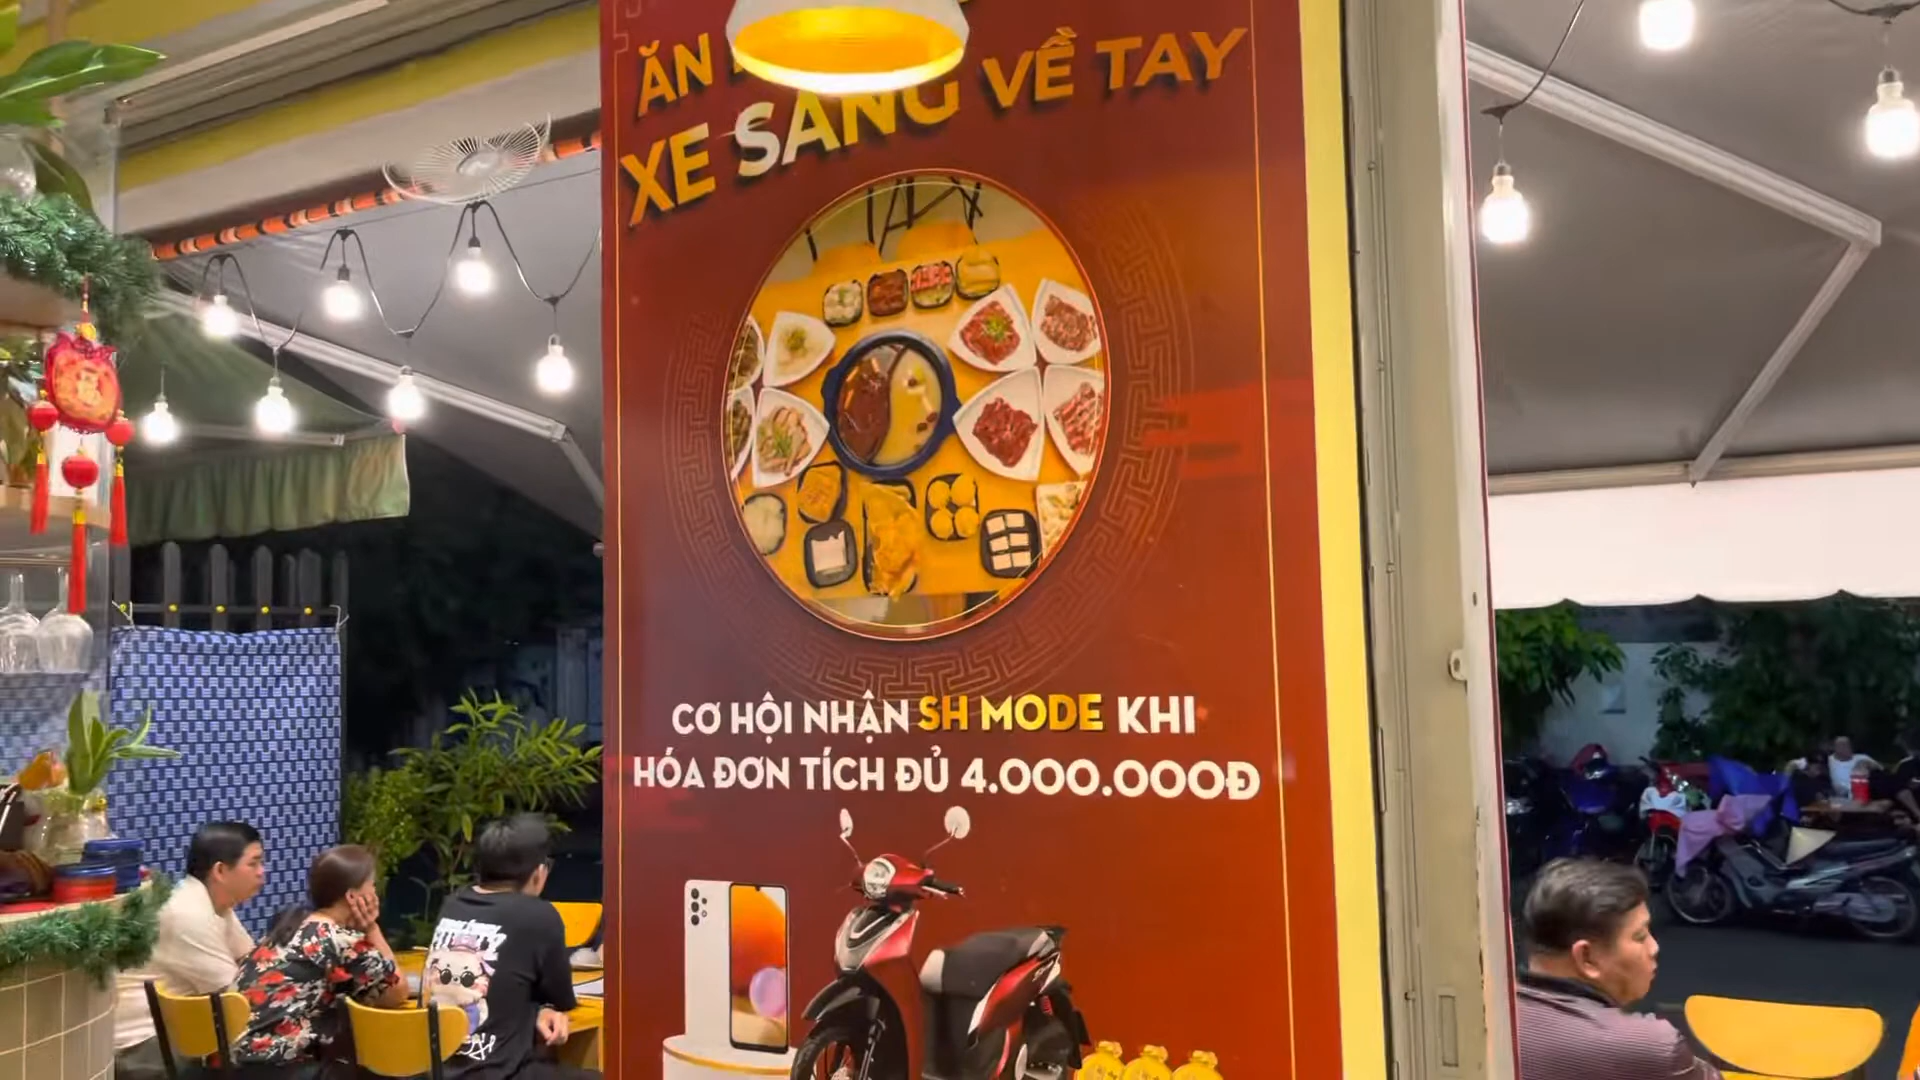 ĂN
XE SANG VỀ TAY
CƠ HỘI NHẬN SH MODE KHI
HÓA ĐƠN TÍCH ĐỦ 4.000.000Đ